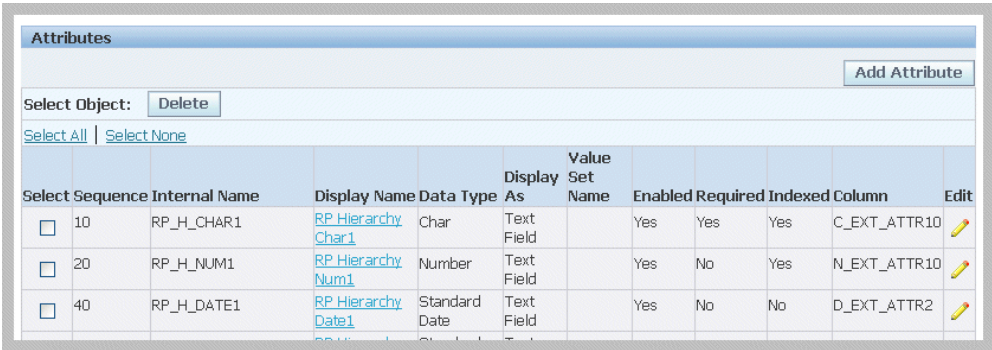 Attributes
Add Attribute
Select Object: Delete
Select All | Select None
Select Sequence Internal Name Display Name Data Type Display As Value Set Name Enabled Required Indexed Column Edit
10 RP_H_CHAR1 RP Hierarchy Char1 Char Text Field Yes Yes Yes C_EXT_ATTR10
20 RP_H_NUM1 RP Hierarchy Num1 Number Text Field Yes No Yes N_EXT_ATTR10
40 RP_H_DATE1 RP Hierarchy Date1 Standard Date Text Field Yes No No D_EXT_ATTR2